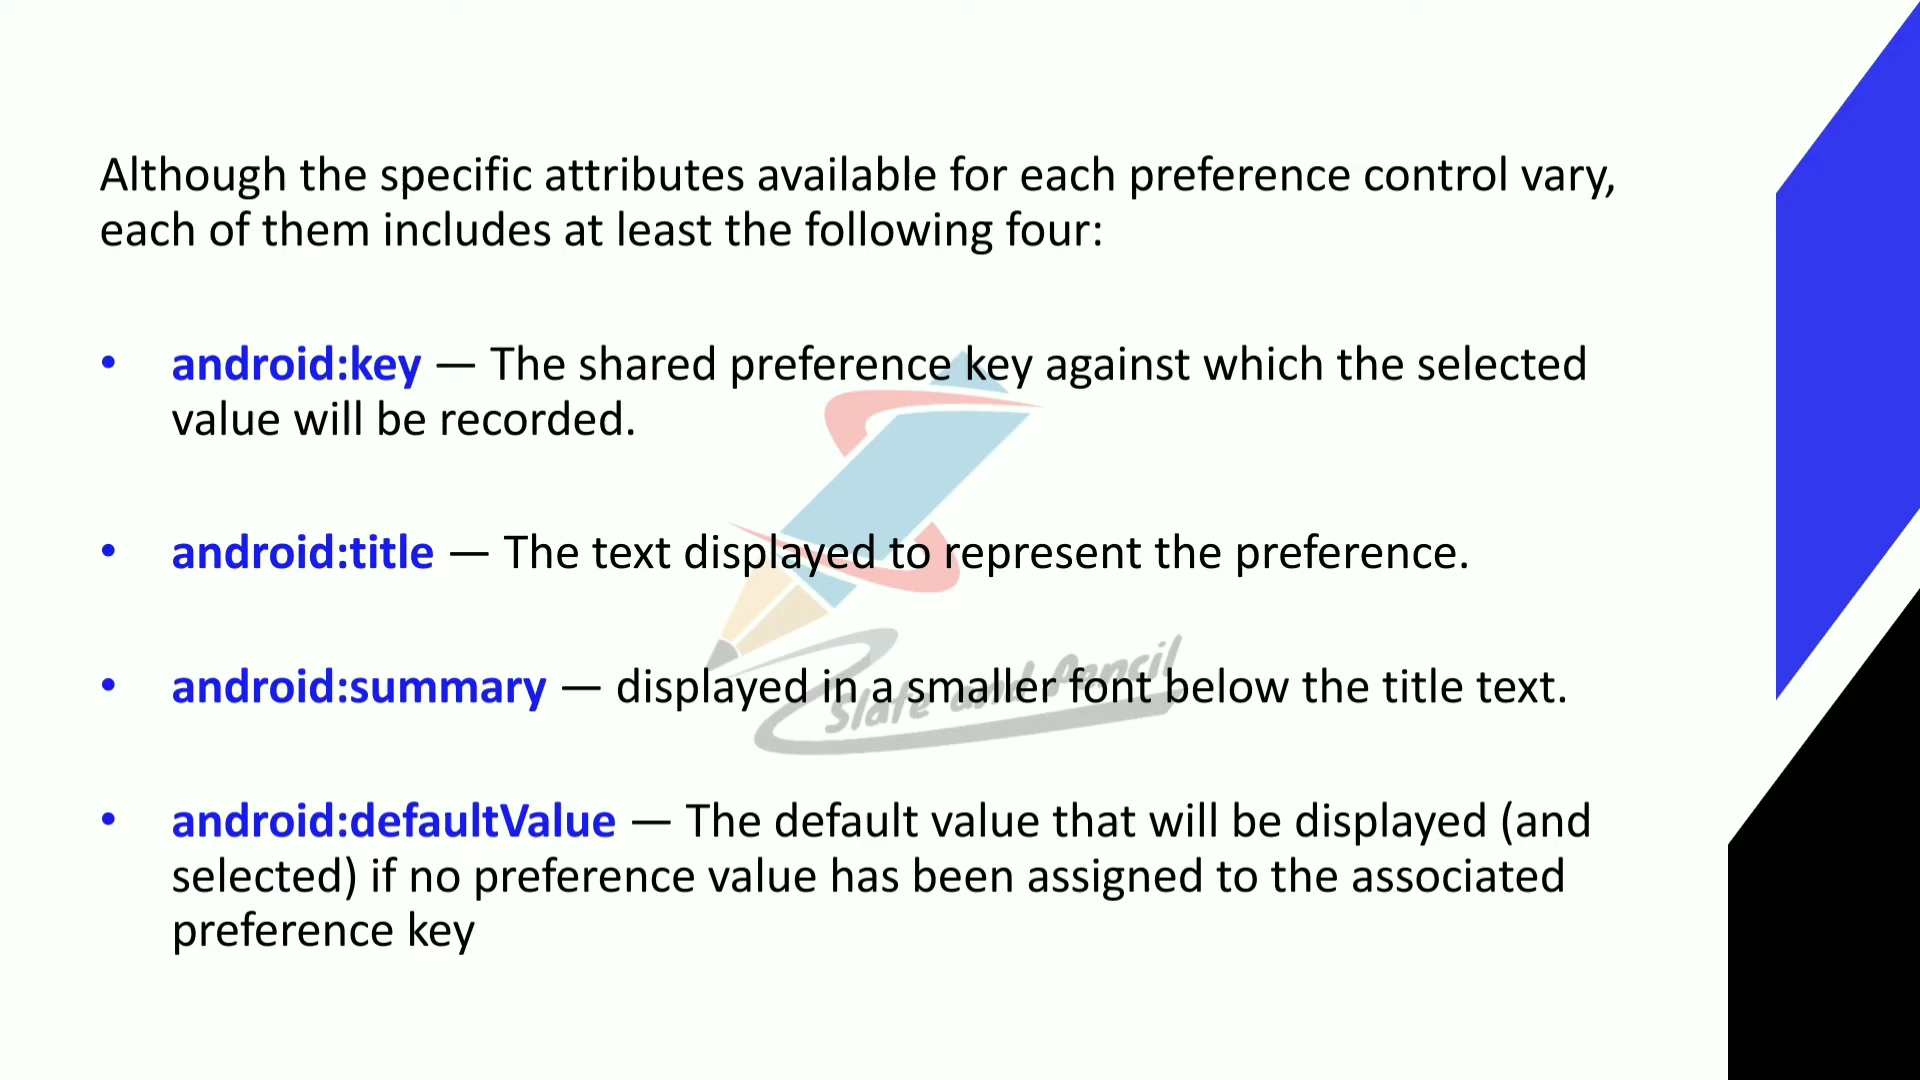 Although the specific attributes available for each preference control vary,
each of them includes at least the following four:
• android:key — The shared preference key against which the selected
value will be recorded.
• android:title — The text displayed to represent the preference.
• android:summary — displayed in a smaller font below the title text.
Slate and Pencil
• android:defaultValue — The default value that will be displayed (and
selected) if no preference value has been assigned to the associated
preference key